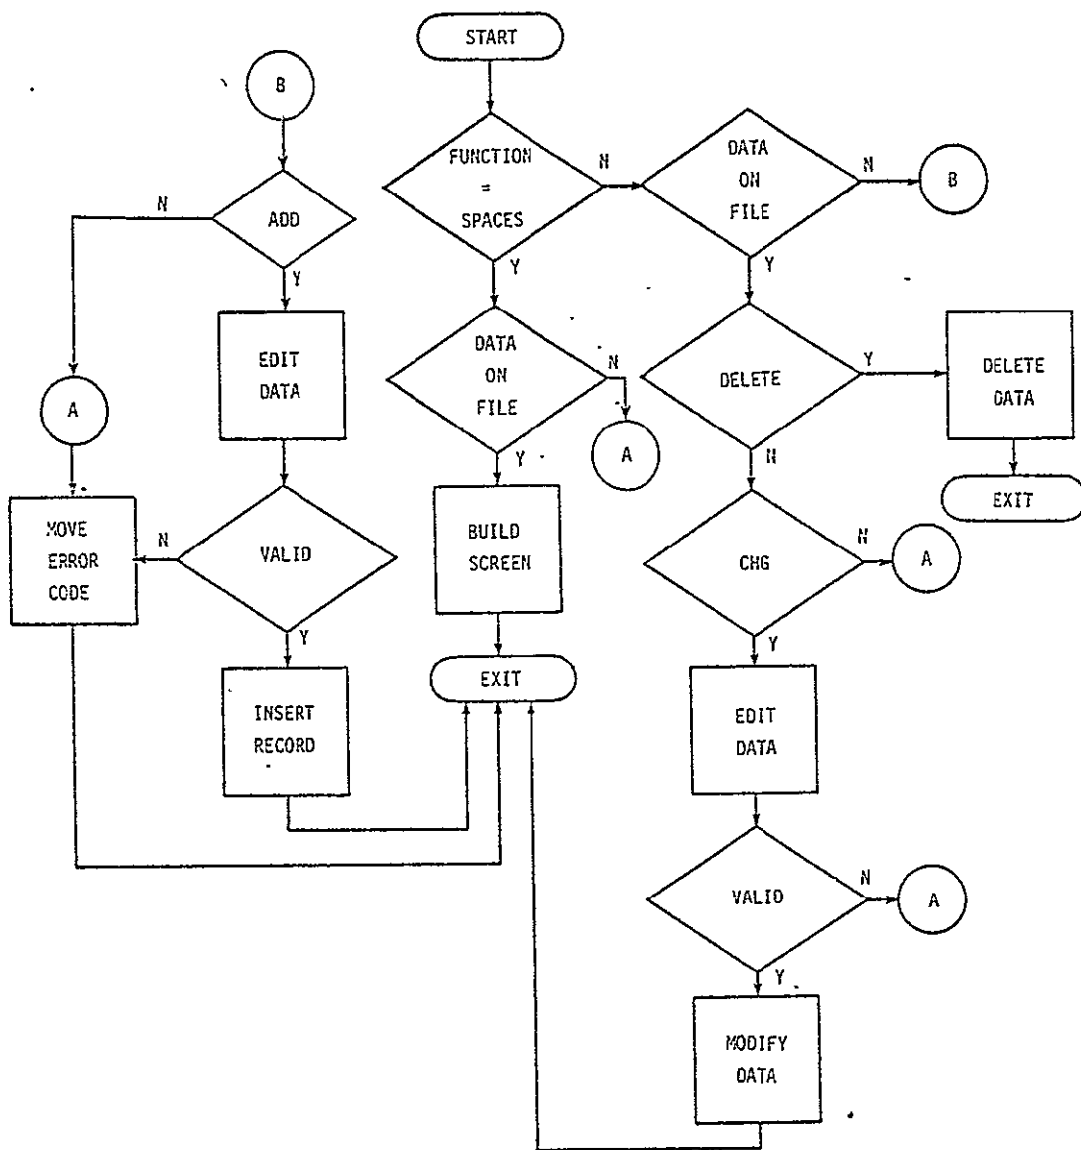 START
B
FUNCTION
=
SPACES
N
DATA
ON
FILE
N
B
N
ADD
Y
Y
Y
EDIT
DATA
DATA
ON
FILE
N
DELETE
Y
DELETE
DATA
A
A
Y
N
EXIT
MOVE
ERROR
CODE
N
VALID
BUILD
SCREEN
CHG
N
A
Y
Y
EXIT
INSERT
RECORD
EDIT
DATA
VALID
N
A
Y
MODIFY
DATA